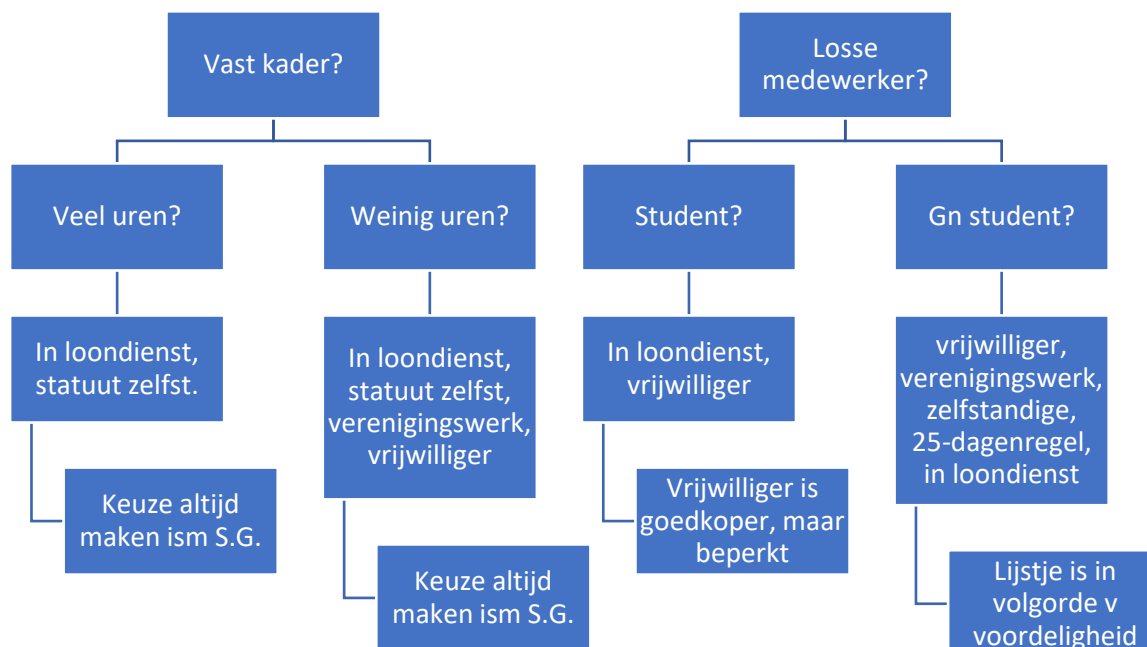 Vast kader?
Losse
medewerker?
Veel uren?
Weinig uren?
Student?
Gn student?
In loondienst,
statuut zelfst.
In loondienst,
statuut zelfst,
verenigingswerk,
vrijwilliger
In loondienst,
vrijwilliger
vrijwilliger,
verenigingswerk,
zelfstandige,
25-dagenregel,
in loondienst
Keuze altijd
maken ism S.G.
Keuze altijd
maken ism S.G.
Vrijwilliger is
goedkoper, maar
beperkt
Lijstje is in
volgorde v
voordeligheid